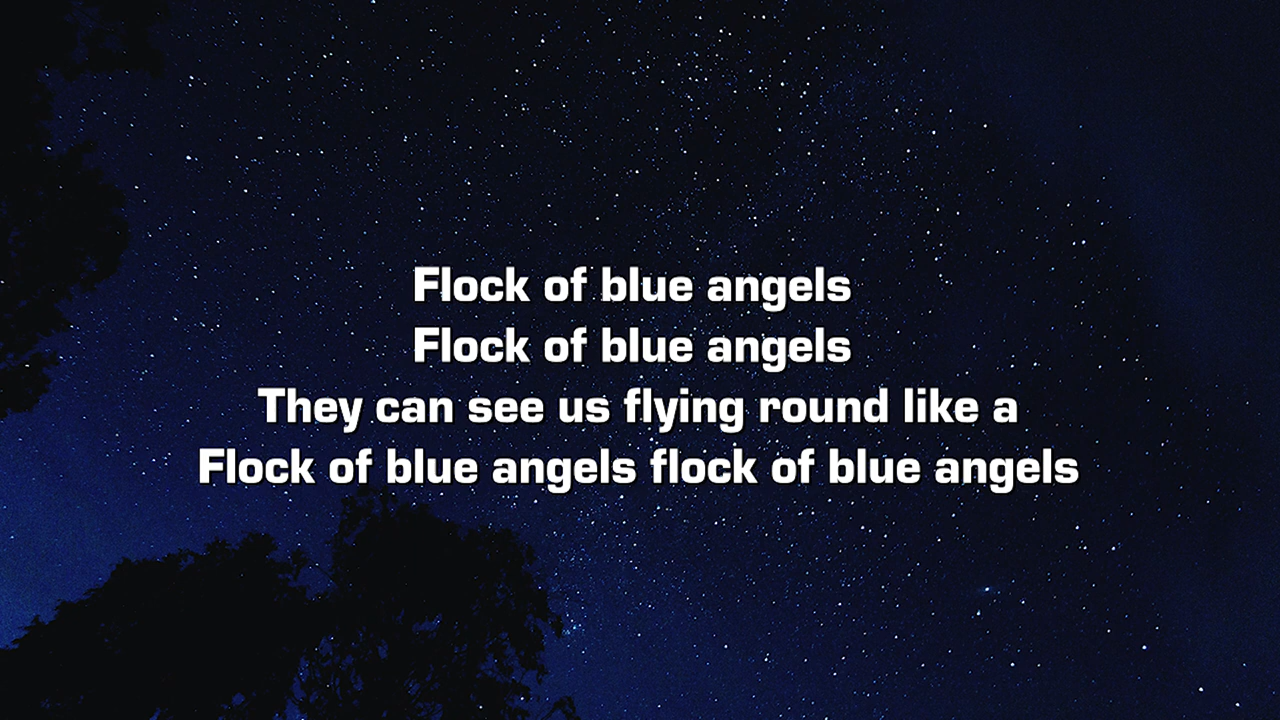 Flock of blue angels
Flock of blue angels
They can see us flying round like a
Flock of blue angels flock of blue angels